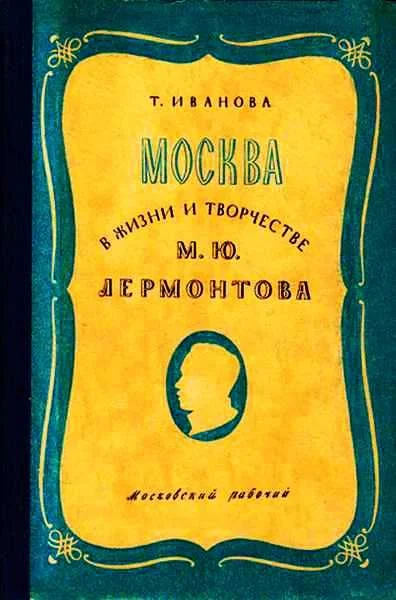 Т. ИВАНОВА
МОСКВА
В ЖИЗНИ И ТВОРЧЕСТВЕ
М. Ю.
ЛЕРМОНТОВА
Московский рабочий